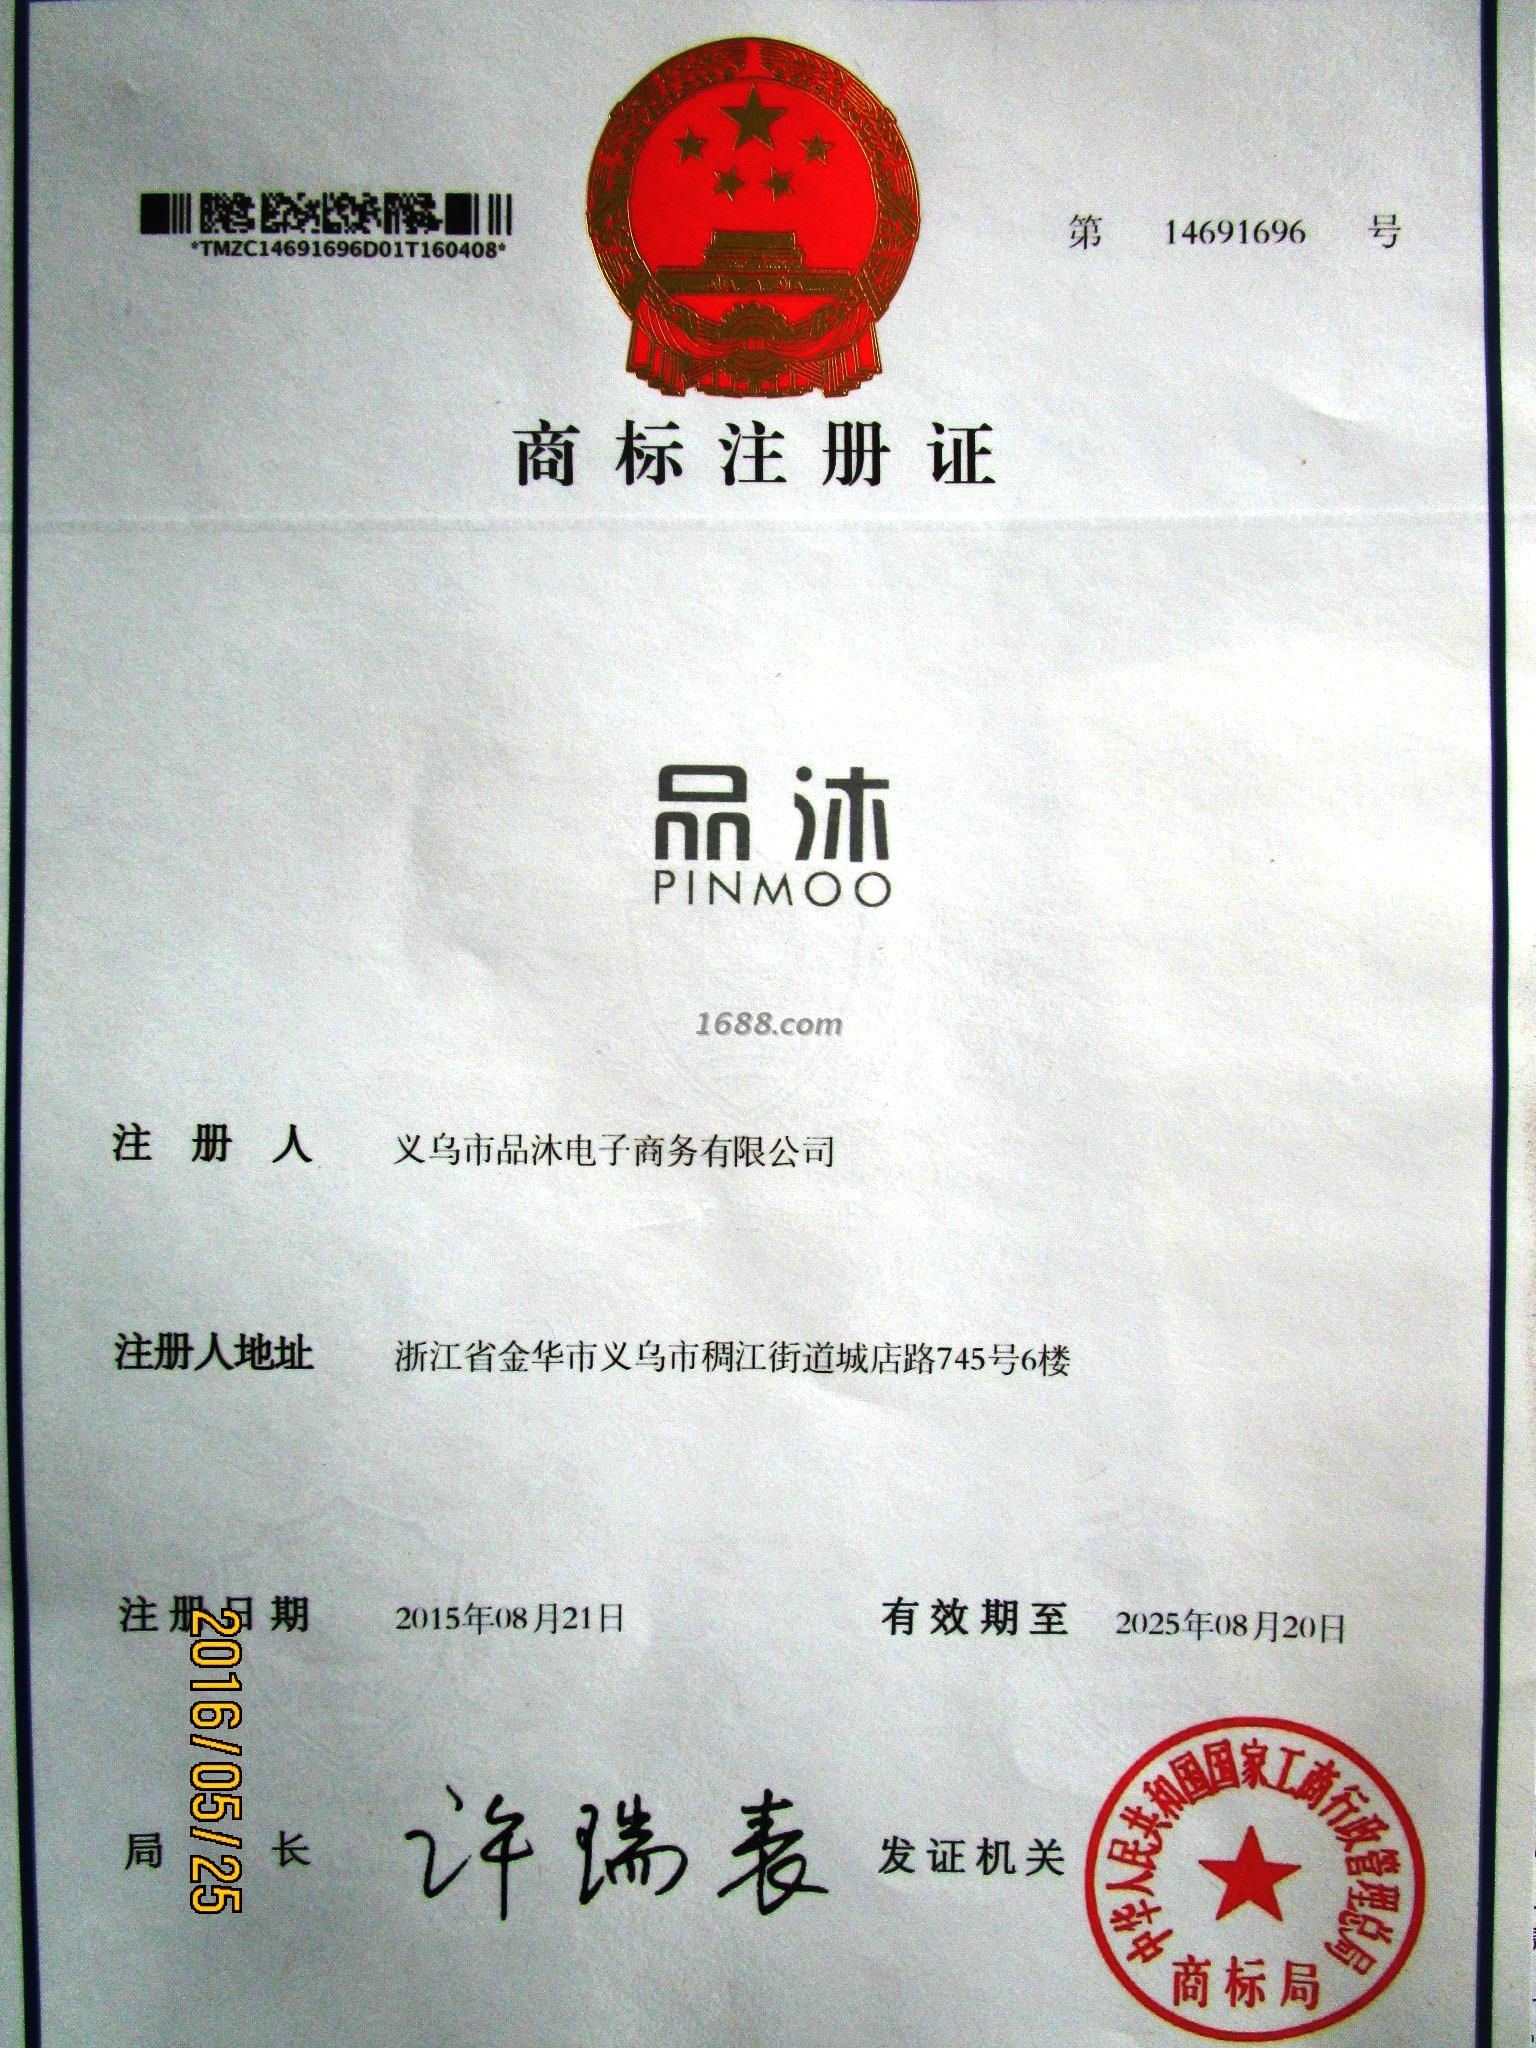 *TMZC14691696D01T160408*
第 14691696 号
商标注册证
品沐
PINMOO
1688.com
注册人 义乌市品沐电子商务有限公司
注册人地址 浙江省金华市义乌市稠江街道城店路745号6楼
注册日期 2015年08月21日 有效期至 2025年08月20日
2016/05/25
局长 许瑞表 发证机关
中华人民共和国国家工商行政管理总局
商标局